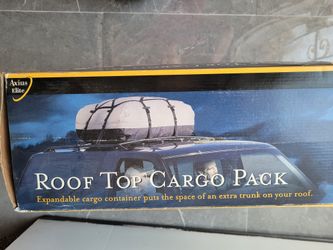 Axius
Elite
ROOF TOP CARGO PACK
Expandable cargo container puts the space of an extra trunk on your roof.